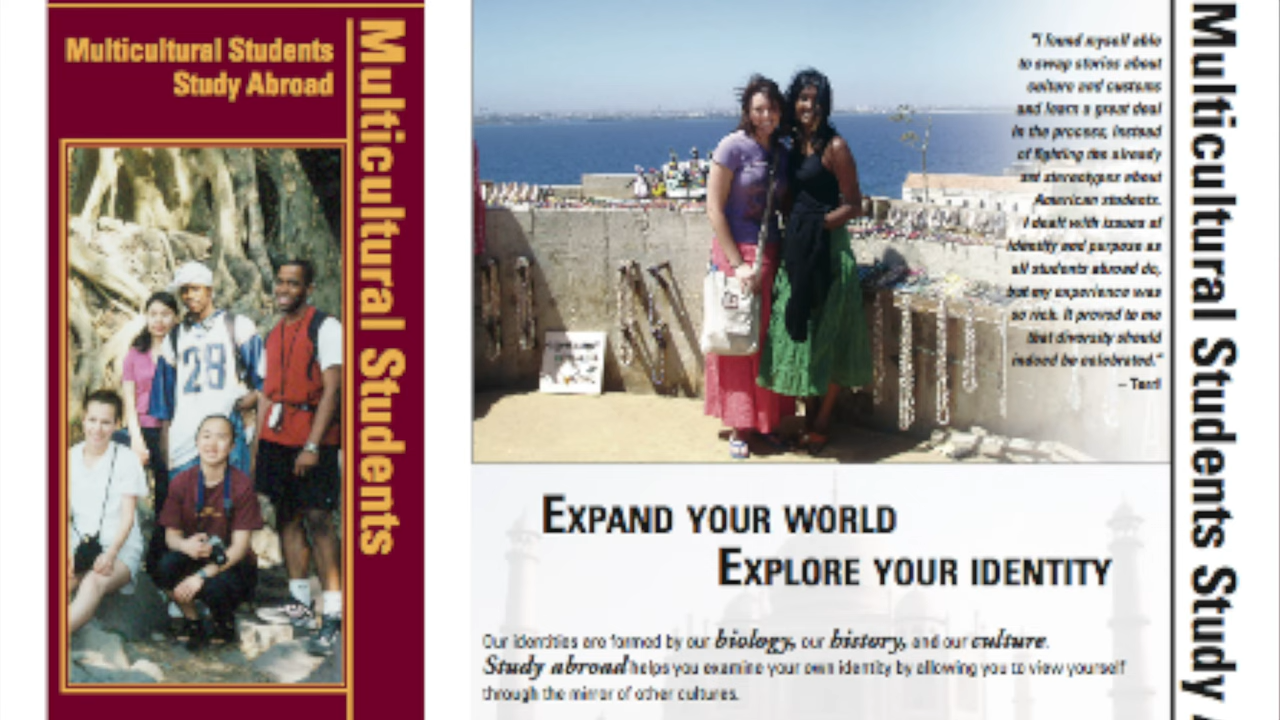 Multicultural Students
Study Abroad
Multicultural Students
28
"I found myself able
to swap stories about
culture and customs
and learn a great deal
in the process, instead
of fighting the already
set stereotypes about
American students.
I dealt with issues of
identity and purpose as
all students abroad do,
but my experience was
so rich. It proved to me
that diversity should
indeed be celebrated."
– Terri
EXPAND YOUR WORLD
EXPLORE YOUR IDENTITY
Our identities are formed by our biology, our history, and our culture.
Study abroad helps you examine your own identity by allowing you to view yourself
through the mirror of other cultures.
Multicultural Students Study